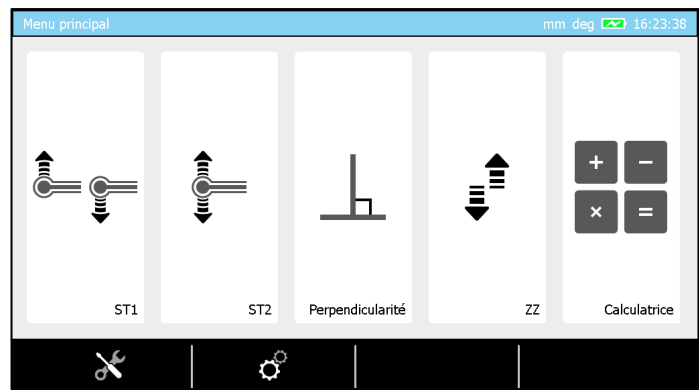 Menu principal mm deg 16:23:38
+ −
× =
ST1 ST2 Perpendicularité ZZ Calculatrice